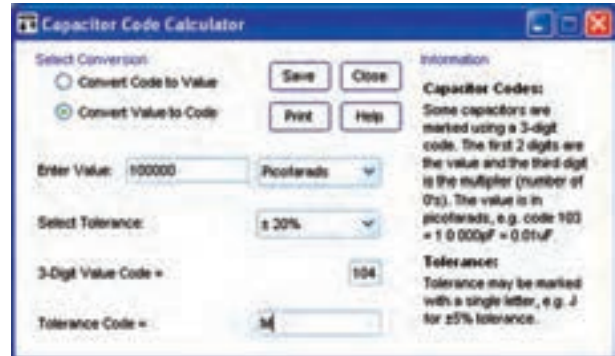 Capacitor Code Calculator
Select Conversion
Convert Code to Value
Convert Value to Code
Save
Close
Print
Help
Enter Value:
100000
Picofarads
Select Tolerance:
± 20%
3-Digit Value Code =
104
Tolerance Code =
M
Information
Capacitor Codes:
Some capacitors are
marked using a 3-digit
code. The first 2 digits are
the value and the third digit
is the multiplier (number of
0's). The value is in
picofarads, e.g. code 103
= 1 0 000pF = 0.01uF
Tolerance:
Tolerance may be marked
with a single letter, e.g. J
for ±5% tolerance.